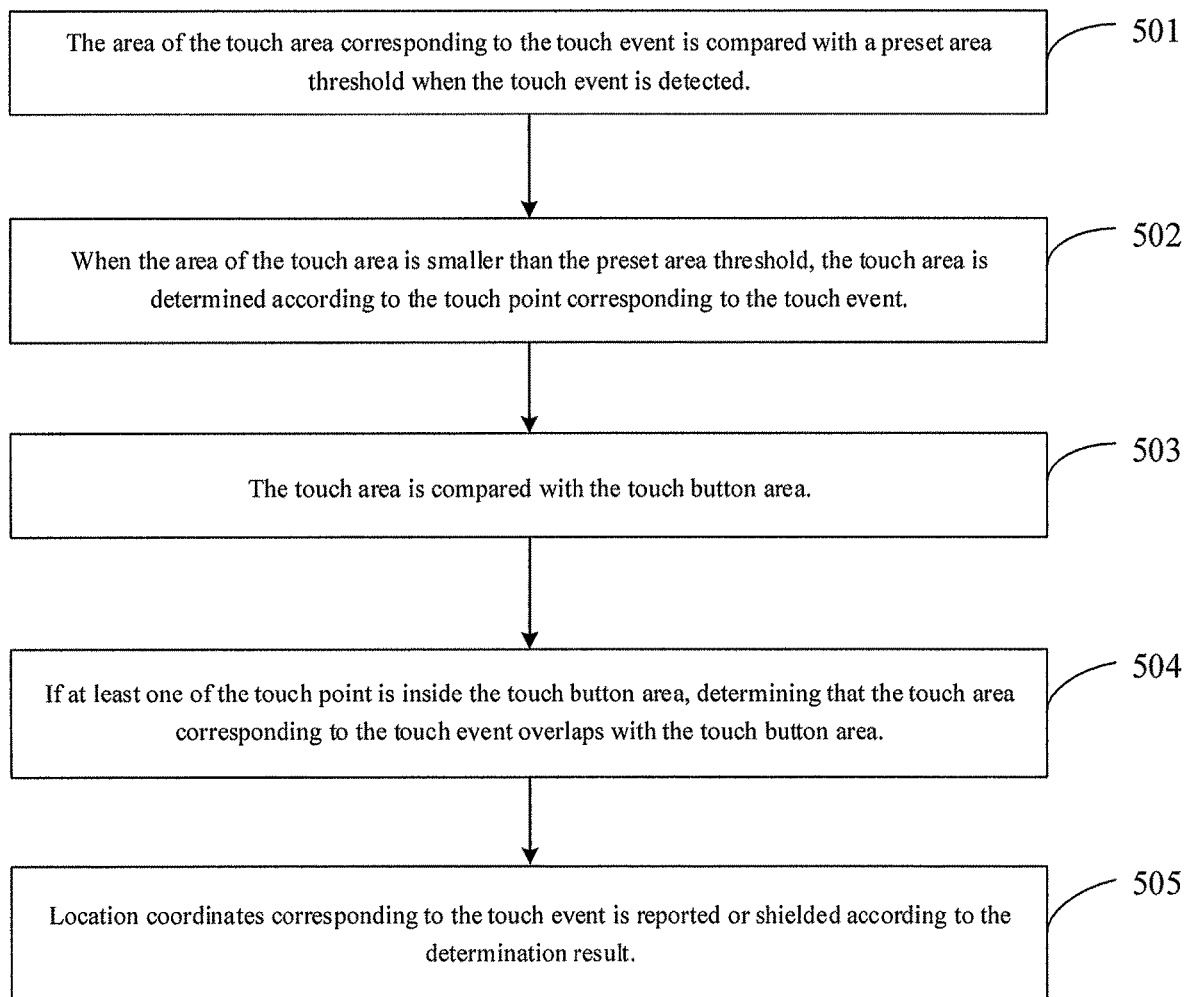 The area of the touch area corresponding to the touch event is compared with a preset area
threshold when the touch event is detected.
501
When the area of the touch area is smaller than the preset area threshold, the touch area is
determined according to the touch point corresponding to the touch event.
502
The touch area is compared with the touch button area.
503
If at least one of the touch point is inside the touch button area, determining that the touch area
corresponding to the touch event overlaps with the touch button area.
504
Location coordinates corresponding to the touch event is reported or shielded according to the
determination result.
505